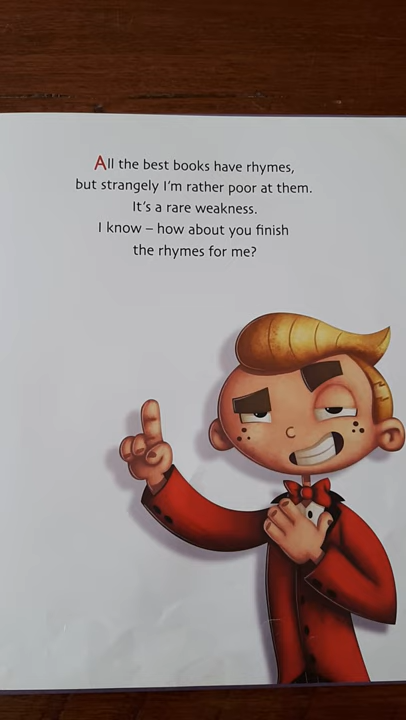 All the best books have rhymes,
but strangely I'm rather poor at them.
It's a rare weakness.
I know – how about you finish
the rhymes for me?